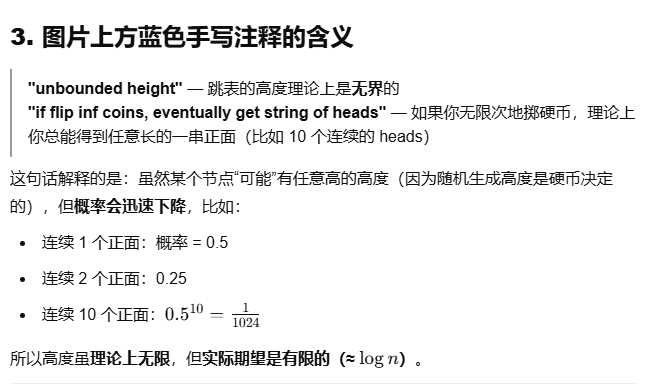 3. 图片上方蓝色手写注释的含义
"unbounded height" — 跳表的高度理论上是无界的
"if flip inf coins, eventually get string of heads" — 如果你无限次地掷硬币，理论上
你总能得到任意长的一串正面（比如 10 个连续的 heads）
这句话解释的是：虽然某个节点“可能”有任意高的高度（因为随机生成高度是硬币决定
的），但概率会迅速下降，比如：
• 连续 1 个正面：概率 = 0.5
• 连续 2 个正面：0.25
• 连续 10 个正面：0.5^10 = 1/1024
所以高度虽理论上无限，但实际期望是有限的（≈ log n）。